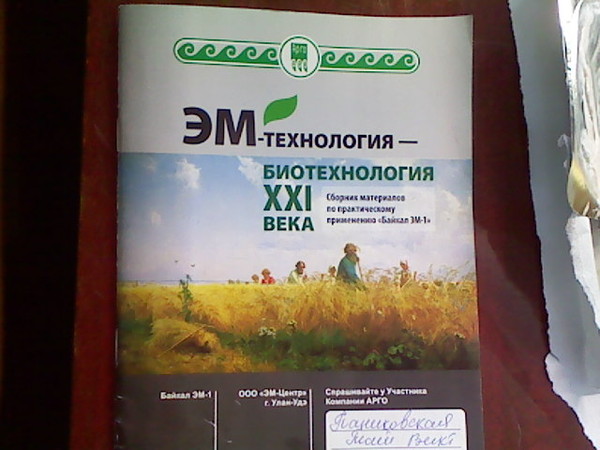 Арго
ЭМ-ТЕХНОЛОГИЯ —
БИОТЕХНОЛОГИЯ
XXI
ВЕКА
Сборник материалов
по практическому
применению «Байкал ЭМ-1»
Байкал ЭМ-1
ООО «ЭМ-Центр»
г. Улан-Удэ
Спрашивайте у Участника
Компании АРГО